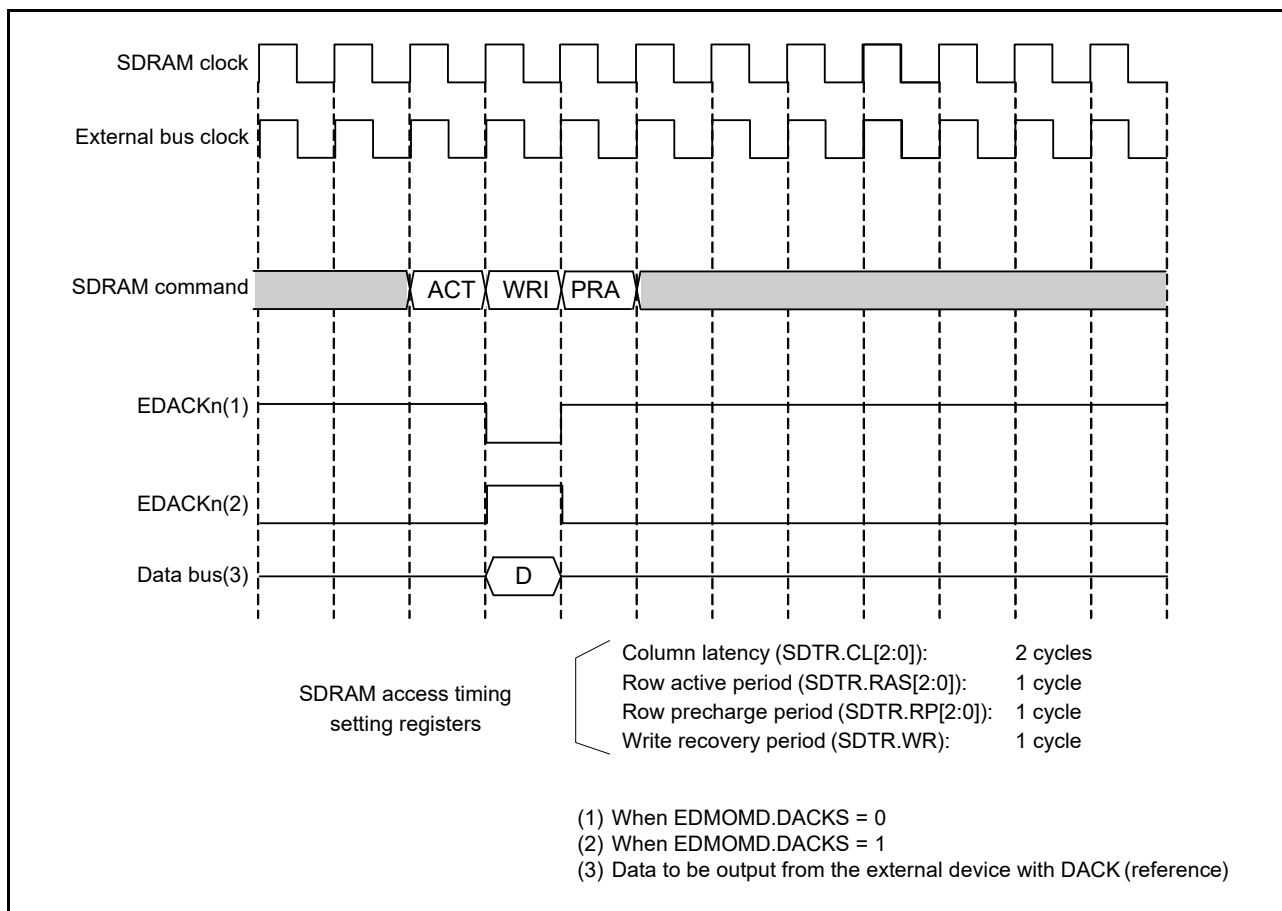 SDRAM clock
External bus clock
SDRAM command
ACT WRI PRA
EDACKn(1)
EDACKn(2)
Data bus(3)
D
SDRAM access timing
setting registers
Column latency (SDTR.CL[2:0]): 2 cycles
Row active period (SDTR.RAS[2:0]): 1 cycle
Row precharge period (SDTR.RP[2:0]): 1 cycle
Write recovery period (SDTR.WR): 1 cycle
(1) When EDMOMD.DACKS = 0
(2) When EDMOMD.DACKS = 1
(3) Data to be output from the external device with DACK (reference)